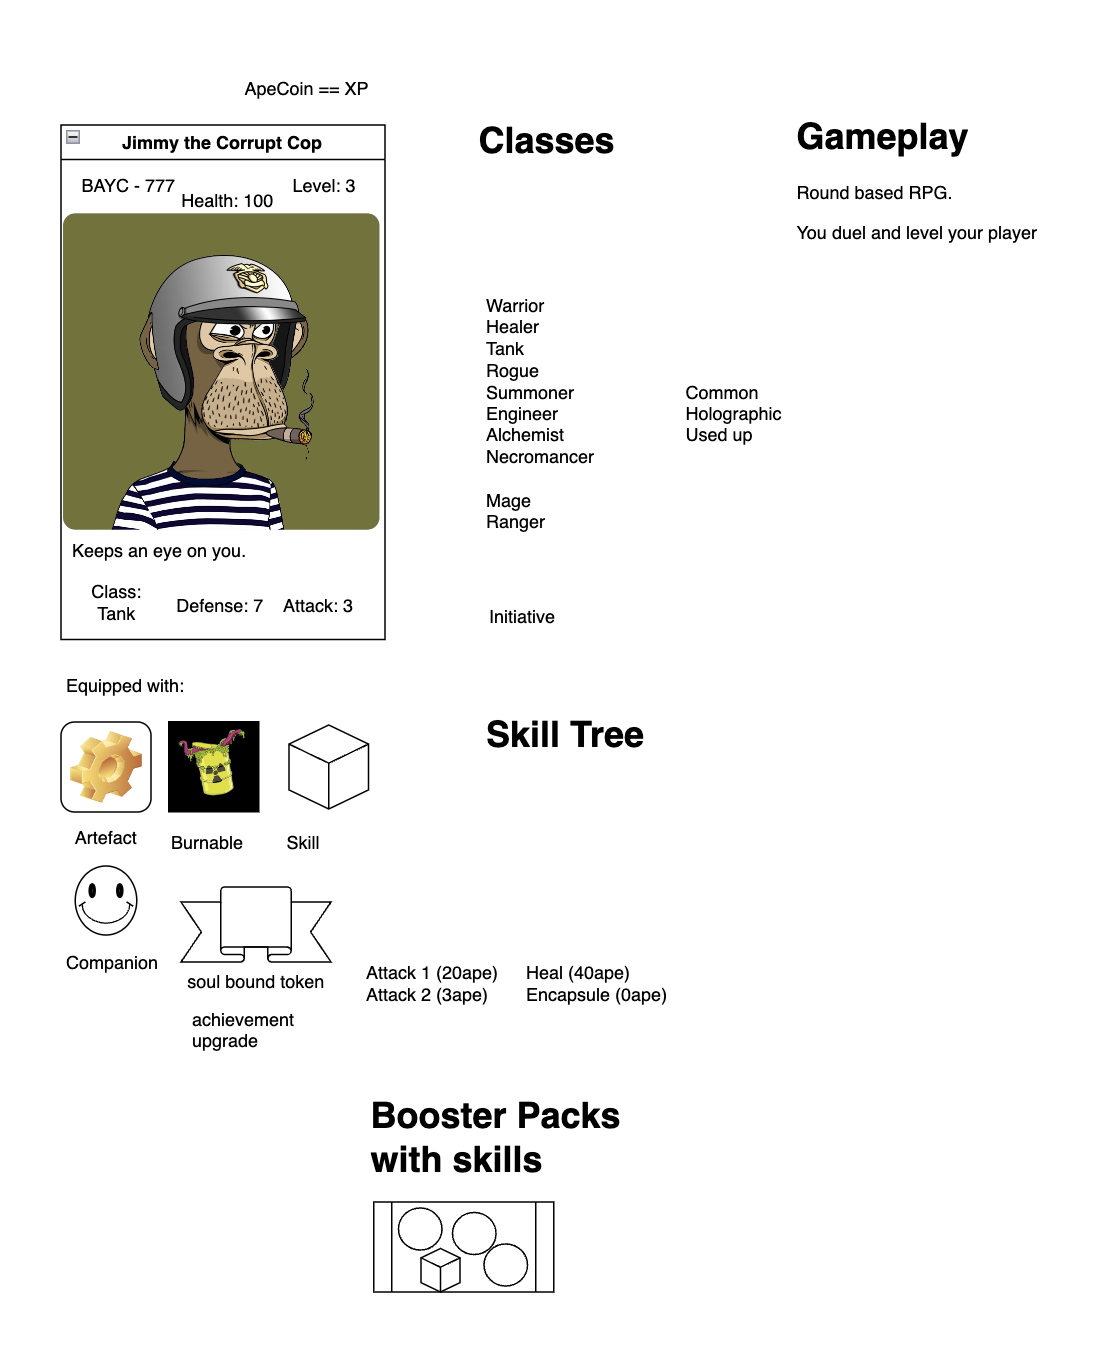 ApeCoin == XP
Jimmy the Corrupt Cop
BAYC - 777
Level: 3
Health: 100
Keeps an eye on you.
Class:
Tank
Defense: 7
Attack: 3
Equipped with:
Artefact
Burnable
Skill
Companion
soul bound token
achievement
upgrade
Classes
Warrior
Healer
Tank
Rogue
Summoner
Engineer
Alchemist
Necromancer
Mage
Ranger
Common
Holographic
Used up
Initiative
Gameplay
Round based RPG.
You duel and level your player
Skill Tree
Attack 1 (20ape)
Attack 2 (3ape)
Heal (40ape)
Encapsule (0ape)
Booster Packs
with skills